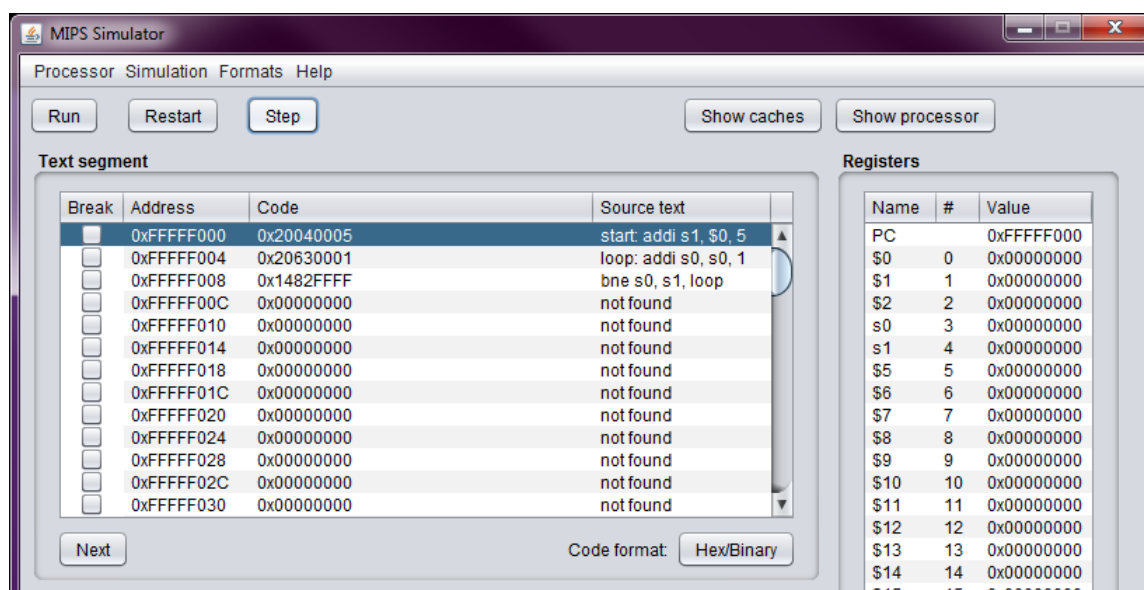 MIPS Simulator
Processor Simulation Formats Help
Run Restart Step Show caches Show processor
Text segment
Break Address Code Source text
0xFFFFF000 0x20040005 start: addi s1, $0, 5
0xFFFFF004 0x20630001 loop: addi s0, s0, 1
0xFFFFF008 0x1482FFFF bne s0, s1, loop
0xFFFFF00C 0x00000000 not found
0xFFFFF010 0x00000000 not found
0xFFFFF014 0x00000000 not found
0xFFFFF018 0x00000000 not found
0xFFFFF01C 0x00000000 not found
0xFFFFF020 0x00000000 not found
0xFFFFF024 0x00000000 not found
0xFFFFF028 0x00000000 not found
0xFFFFF02C 0x00000000 not found
0xFFFFF030 0x00000000 not found
Next Code format: Hex/Binary
Registers
Name # Value
PC 0xFFFFF000
$0 0 0x00000000
$1 1 0x00000000
$2 2 0x00000000
s0 3 0x00000000
s1 4 0x00000000
$5 5 0x00000000
$6 6 0x00000000
$7 7 0x00000000
$8 8 0x00000000
$9 9 0x00000000
$10 10 0x00000000
$11 11 0x00000000
$12 12 0x00000000
$13 13 0x00000000
$14 14 0x00000000